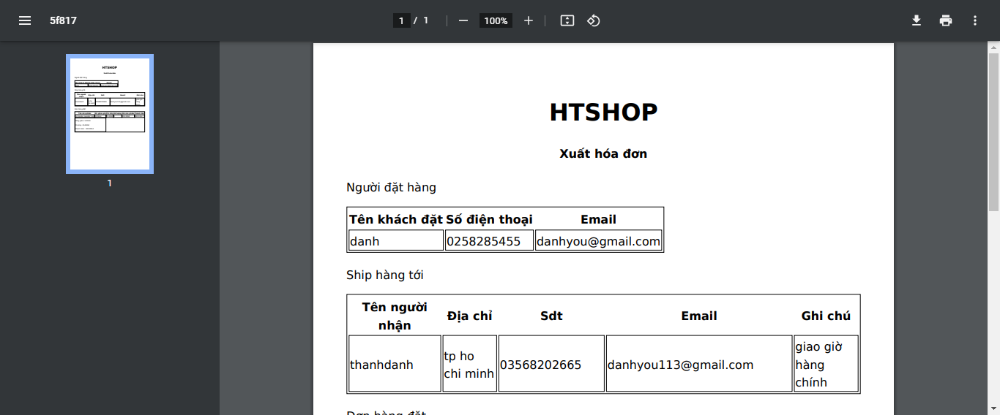 5f817
1 / 1
100%
1
HTSHOP
Xuất hóa đơn
Người đặt hàng
Tên khách đặt Số điện thoại Email
danh 0258285455 danhyou@gmail.com
Ship hàng tới
Tên người nhận Địa chỉ Sdt Email Ghi chú
thanhdanh tp ho chi minh 03568202665 danhyou113@gmail.com giao giờ hàng chính
Đơn hàng đặt